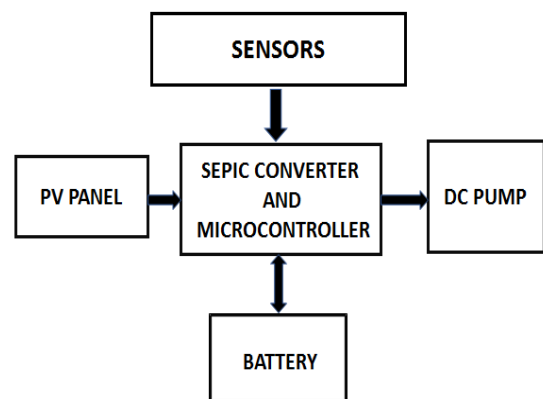 SENSORS
PV PANEL
SEPIC CONVERTER
AND
MICROCONTROLLER
DC PUMP
BATTERY